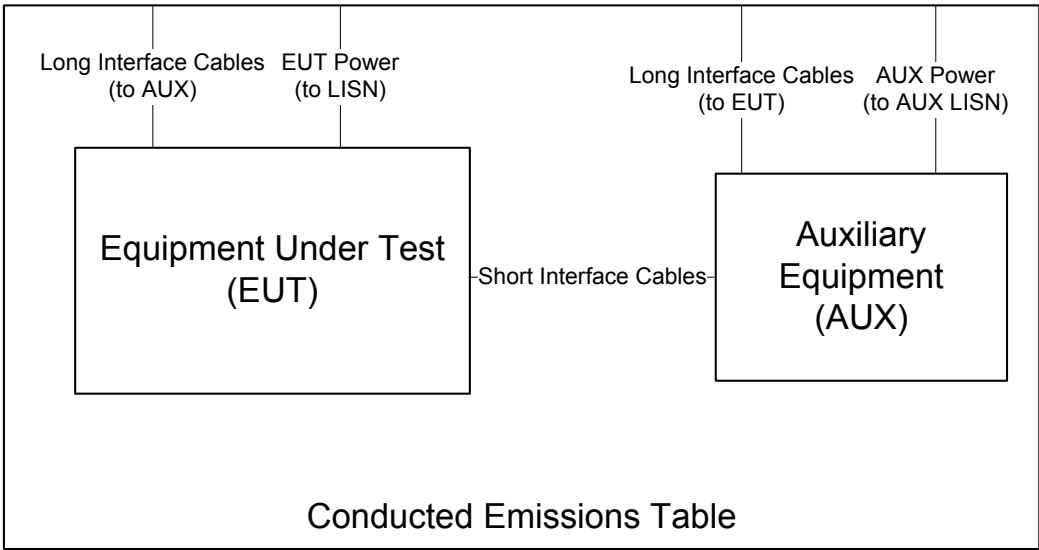 Long Interface Cables
(to AUX)
EUT Power
(to LISN)
Long Interface Cables
(to EUT)
AUX Power
(to AUX LISN)
Equipment Under Test
(EUT)
Short Interface Cables
Auxiliary
Equipment
(AUX)
Conducted Emissions Table